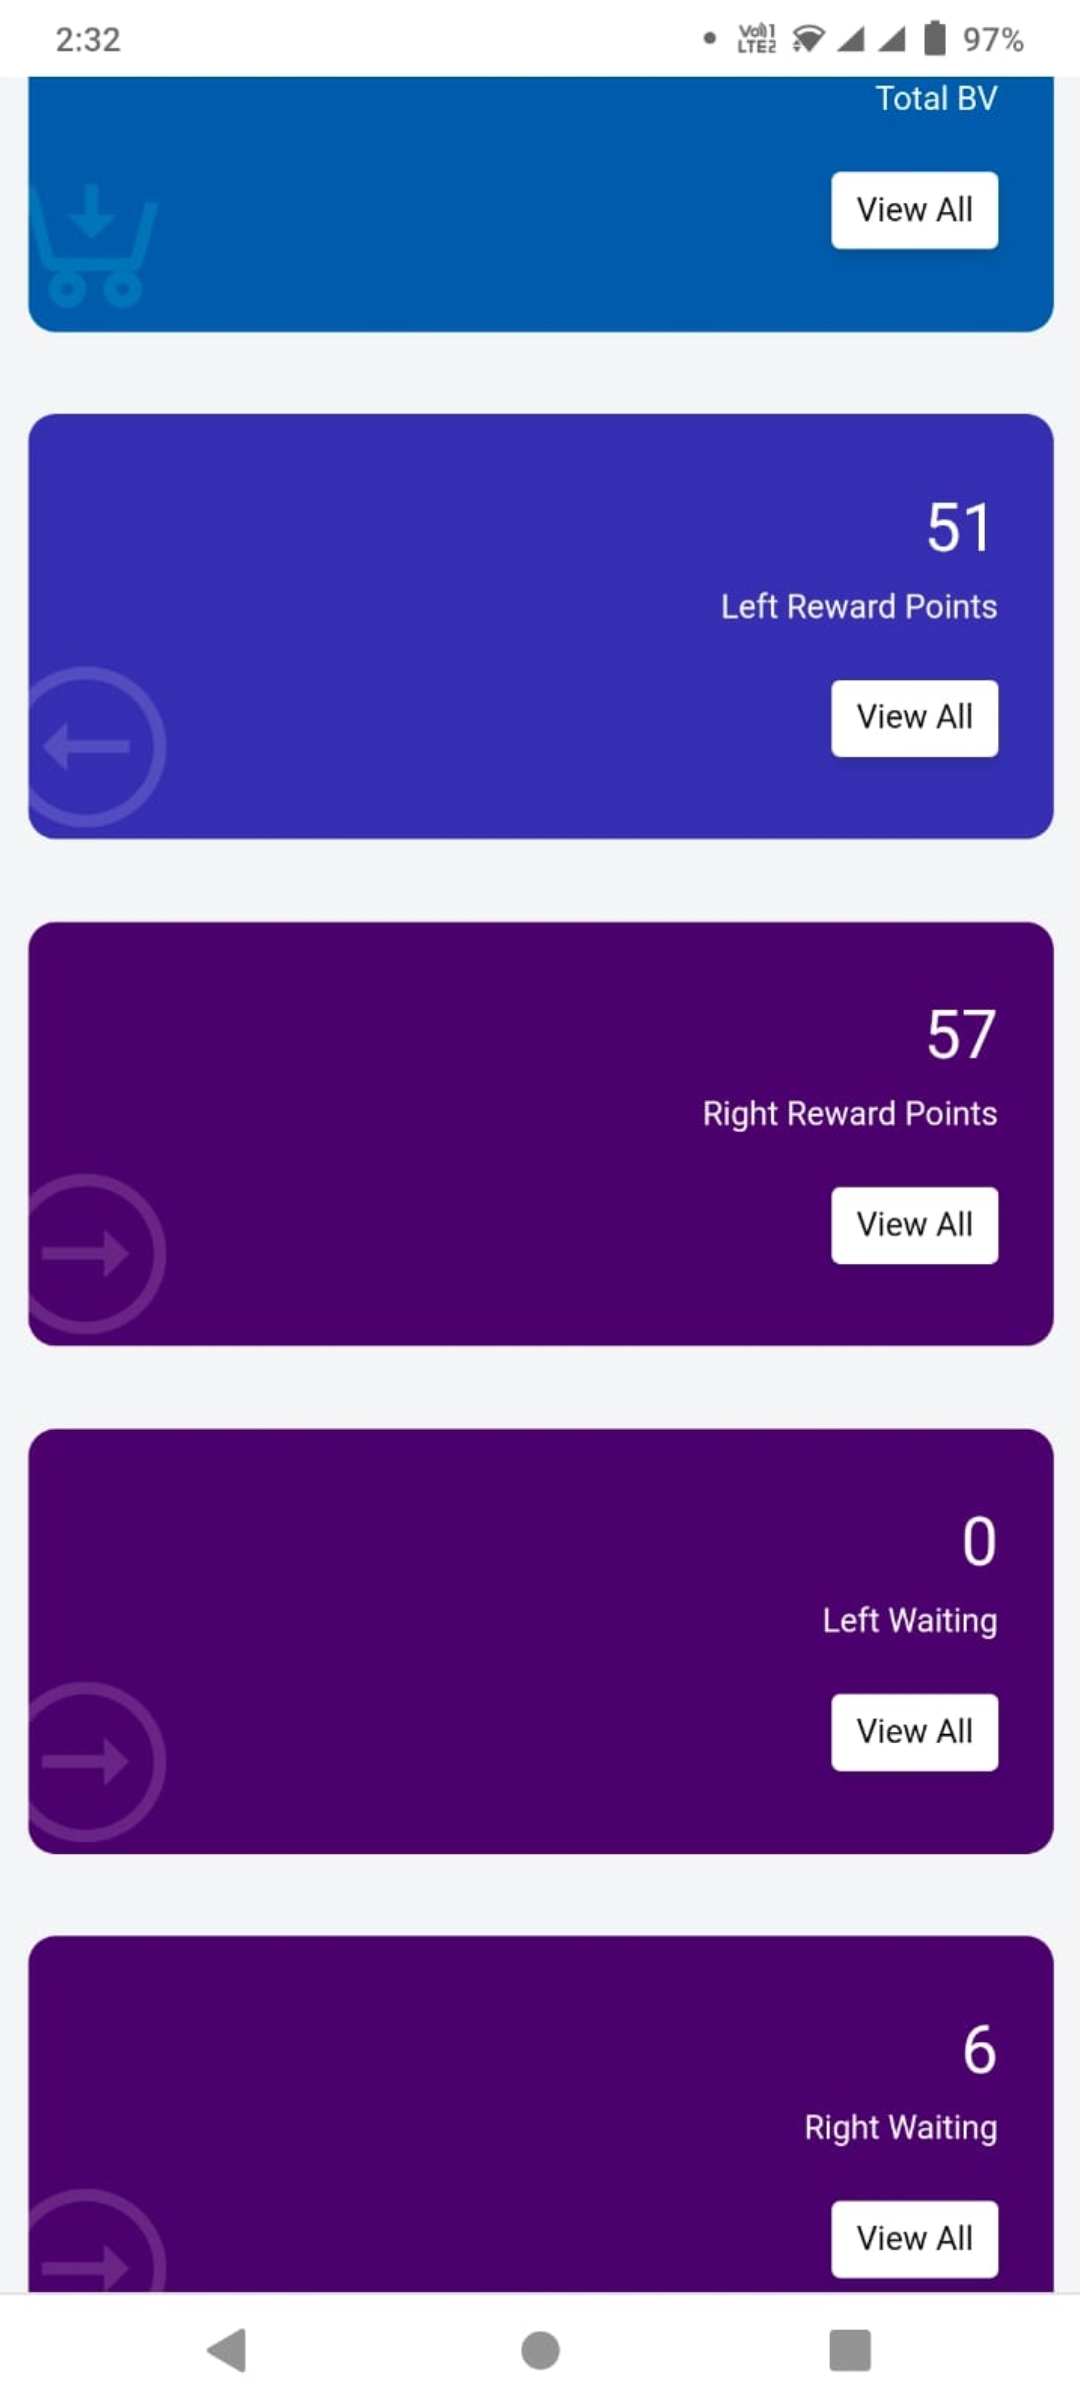 2:32
Vo))1
LTE2
97%
Total BV
View All
51
Left Reward Points
View All
57
Right Reward Points
View All
0
Left Waiting
View All
6
Right Waiting
View All